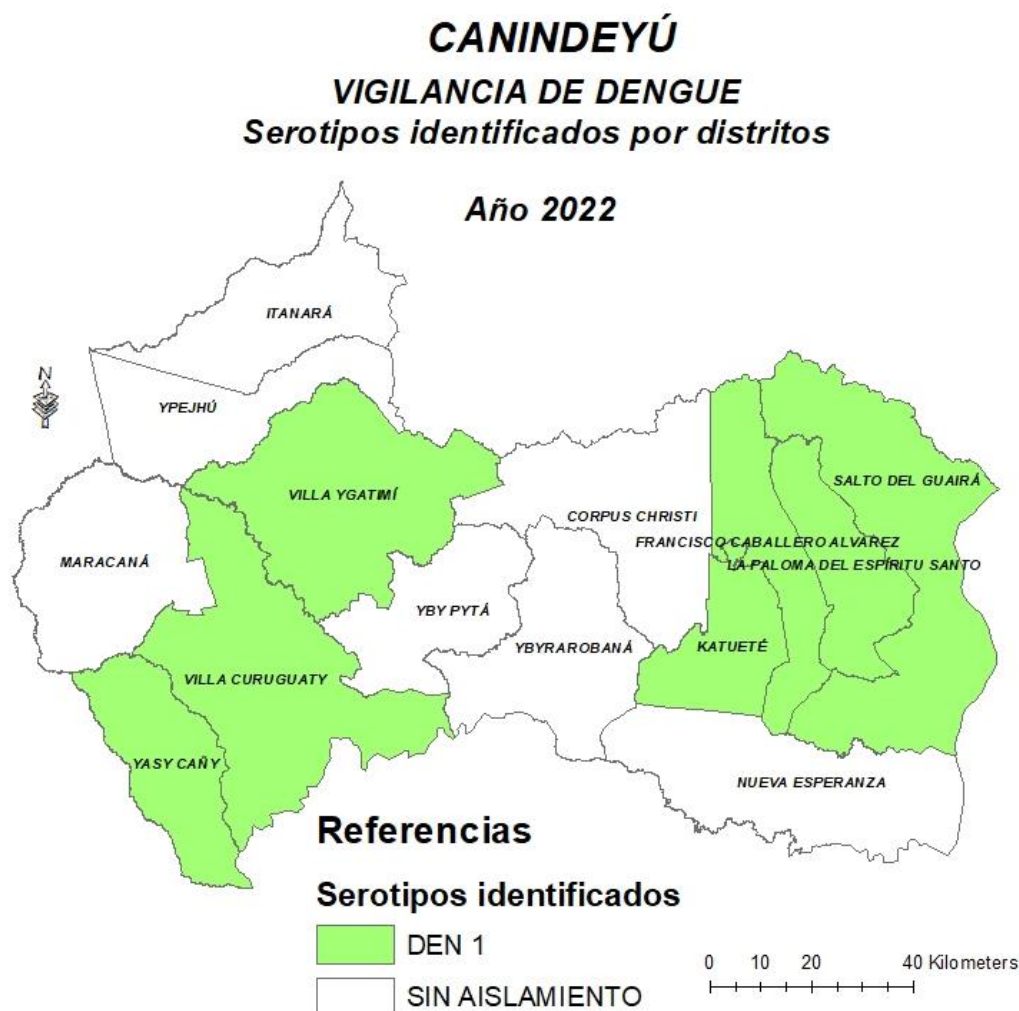 CANINDEYÚ
VIGILANCIA DE DENGUE
Serotipos identificados por distritos
Año 2022
ITANARÁ
N
YPEJHÚ
VILLA YGATIMÍ
SALTO DEL GUAIRÁ
CORPUS CHRISTI
FRANCISCO CABALLERO ALVAREZ
MARACANÁ
LA PALOMA DEL ESPÍRITU SANTO
YBY PYTÁ
YBYRAROBANÁ
KATUETÉ
VILLA CURUGUATY
YASY CAÑY
NUEVA ESPERANZA
Referencias
Serotipos identificados
DEN 1
SIN AISLAMIENTO
0 10 20 40 Kilometers